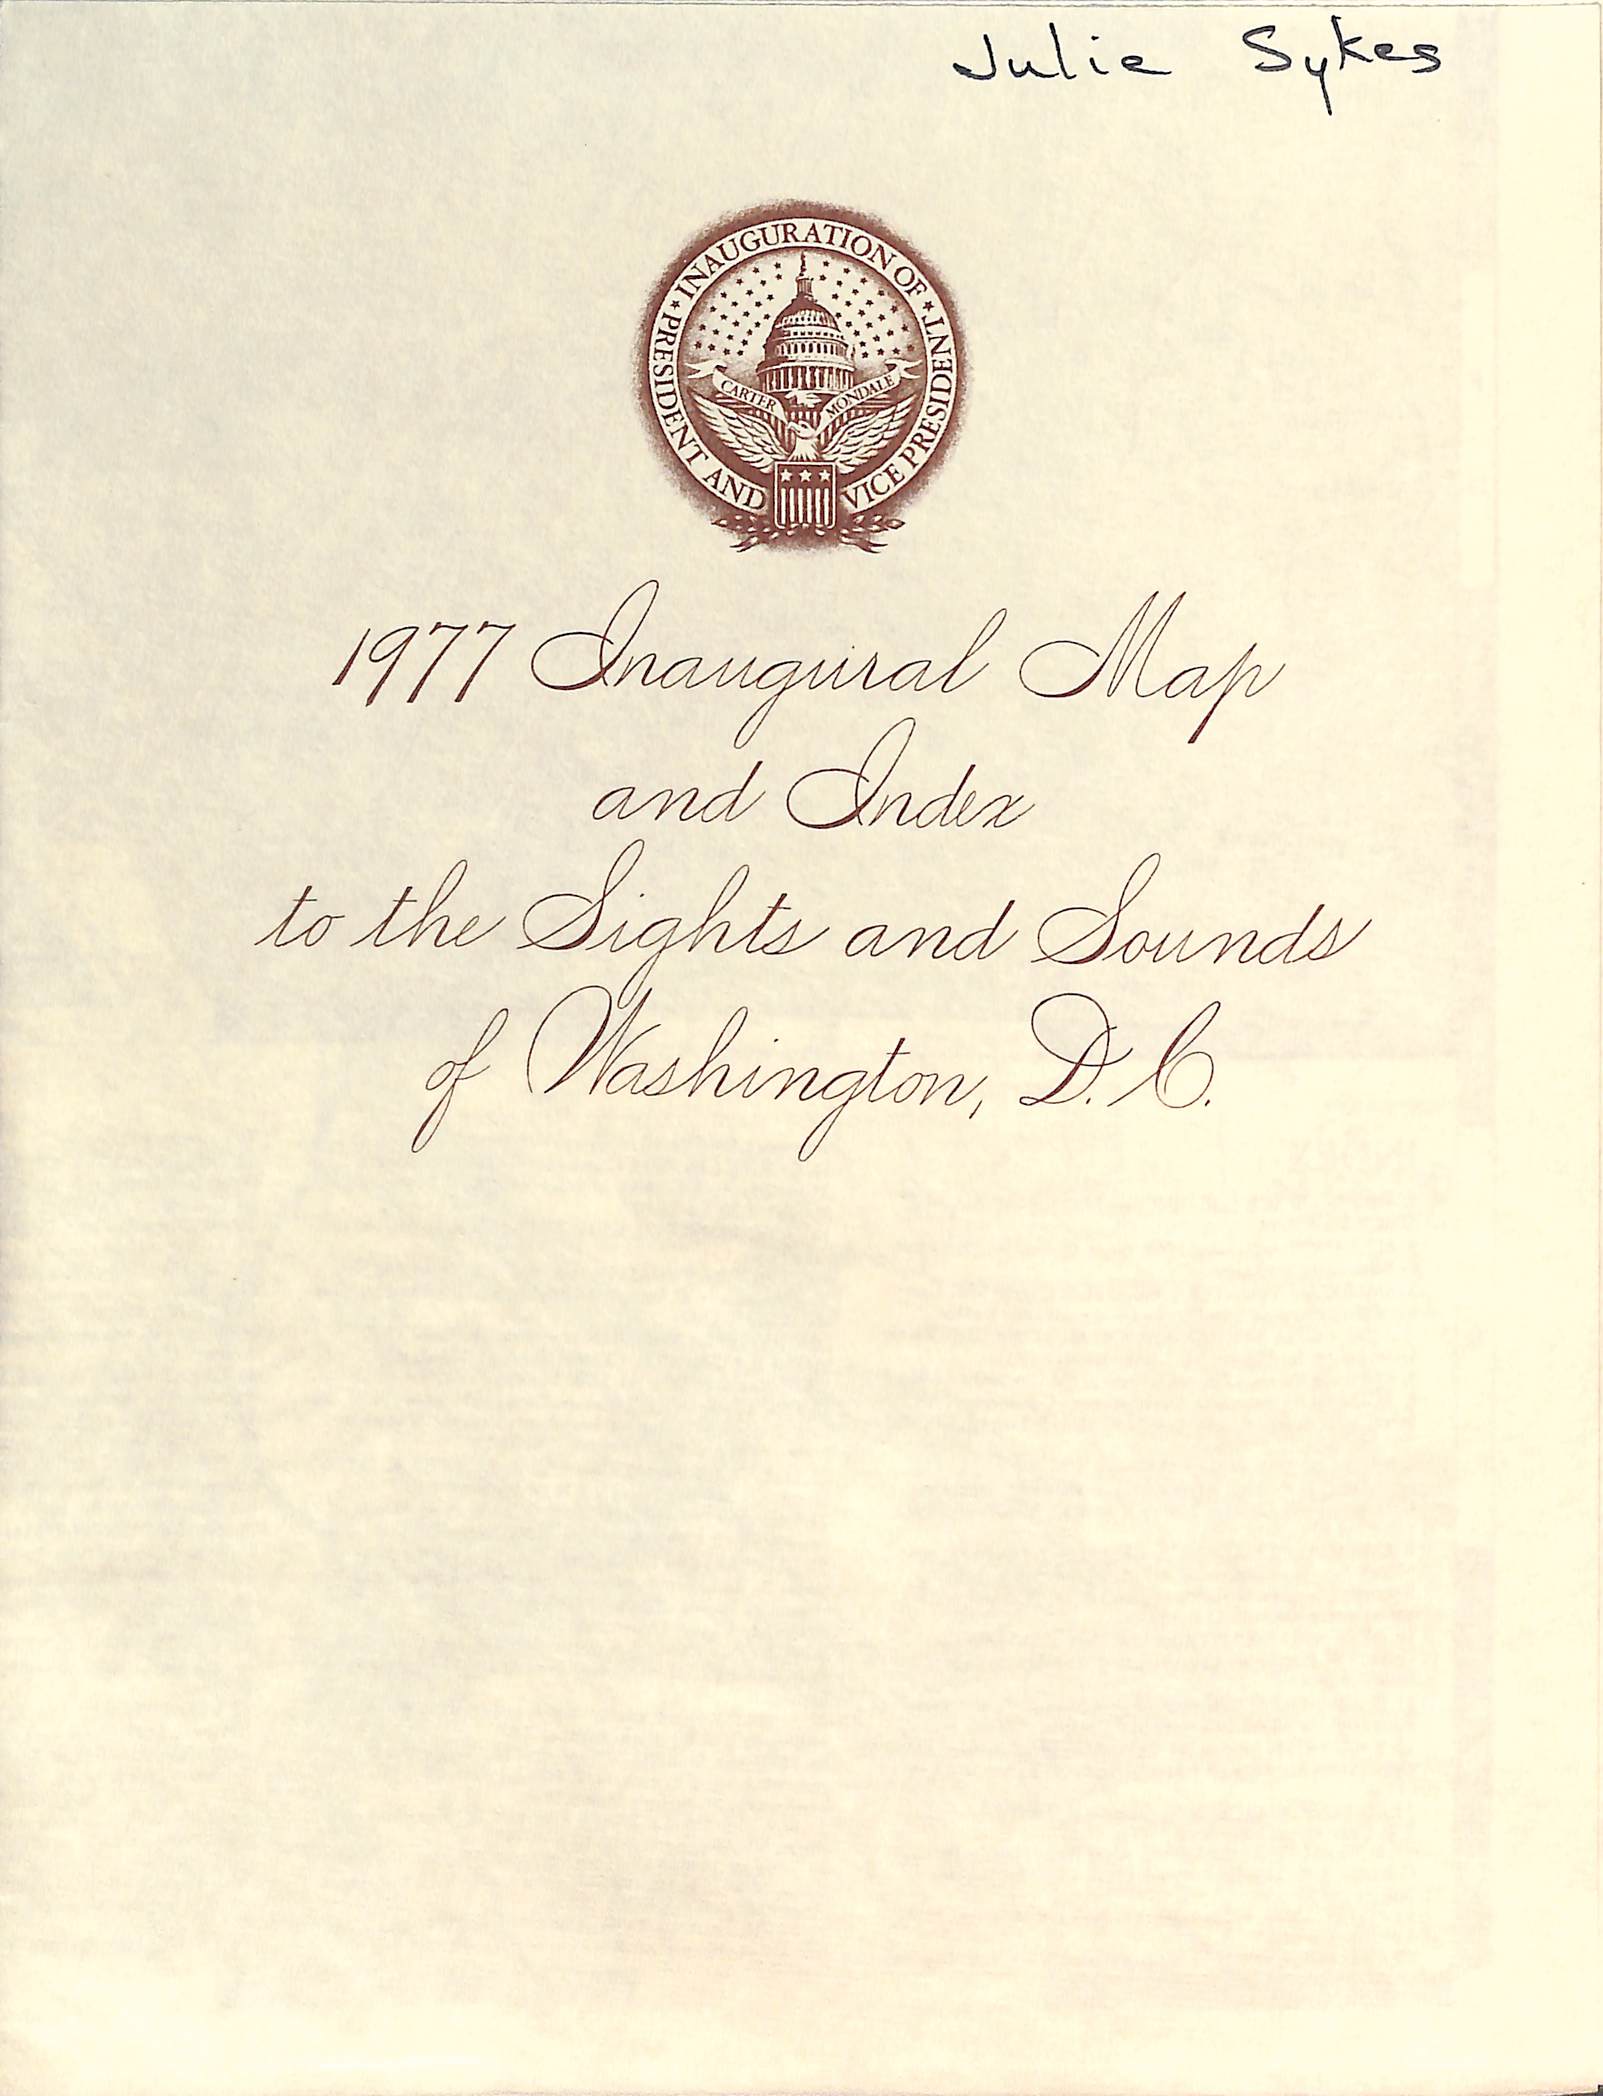 Julie Sykes
INAUGURATION OF
PRESIDENT AND VICE PRESIDENT
CARTER MONDALE
1977 Inaugural Map
and Index
to the Sights and Sounds
of Washington, D.C.